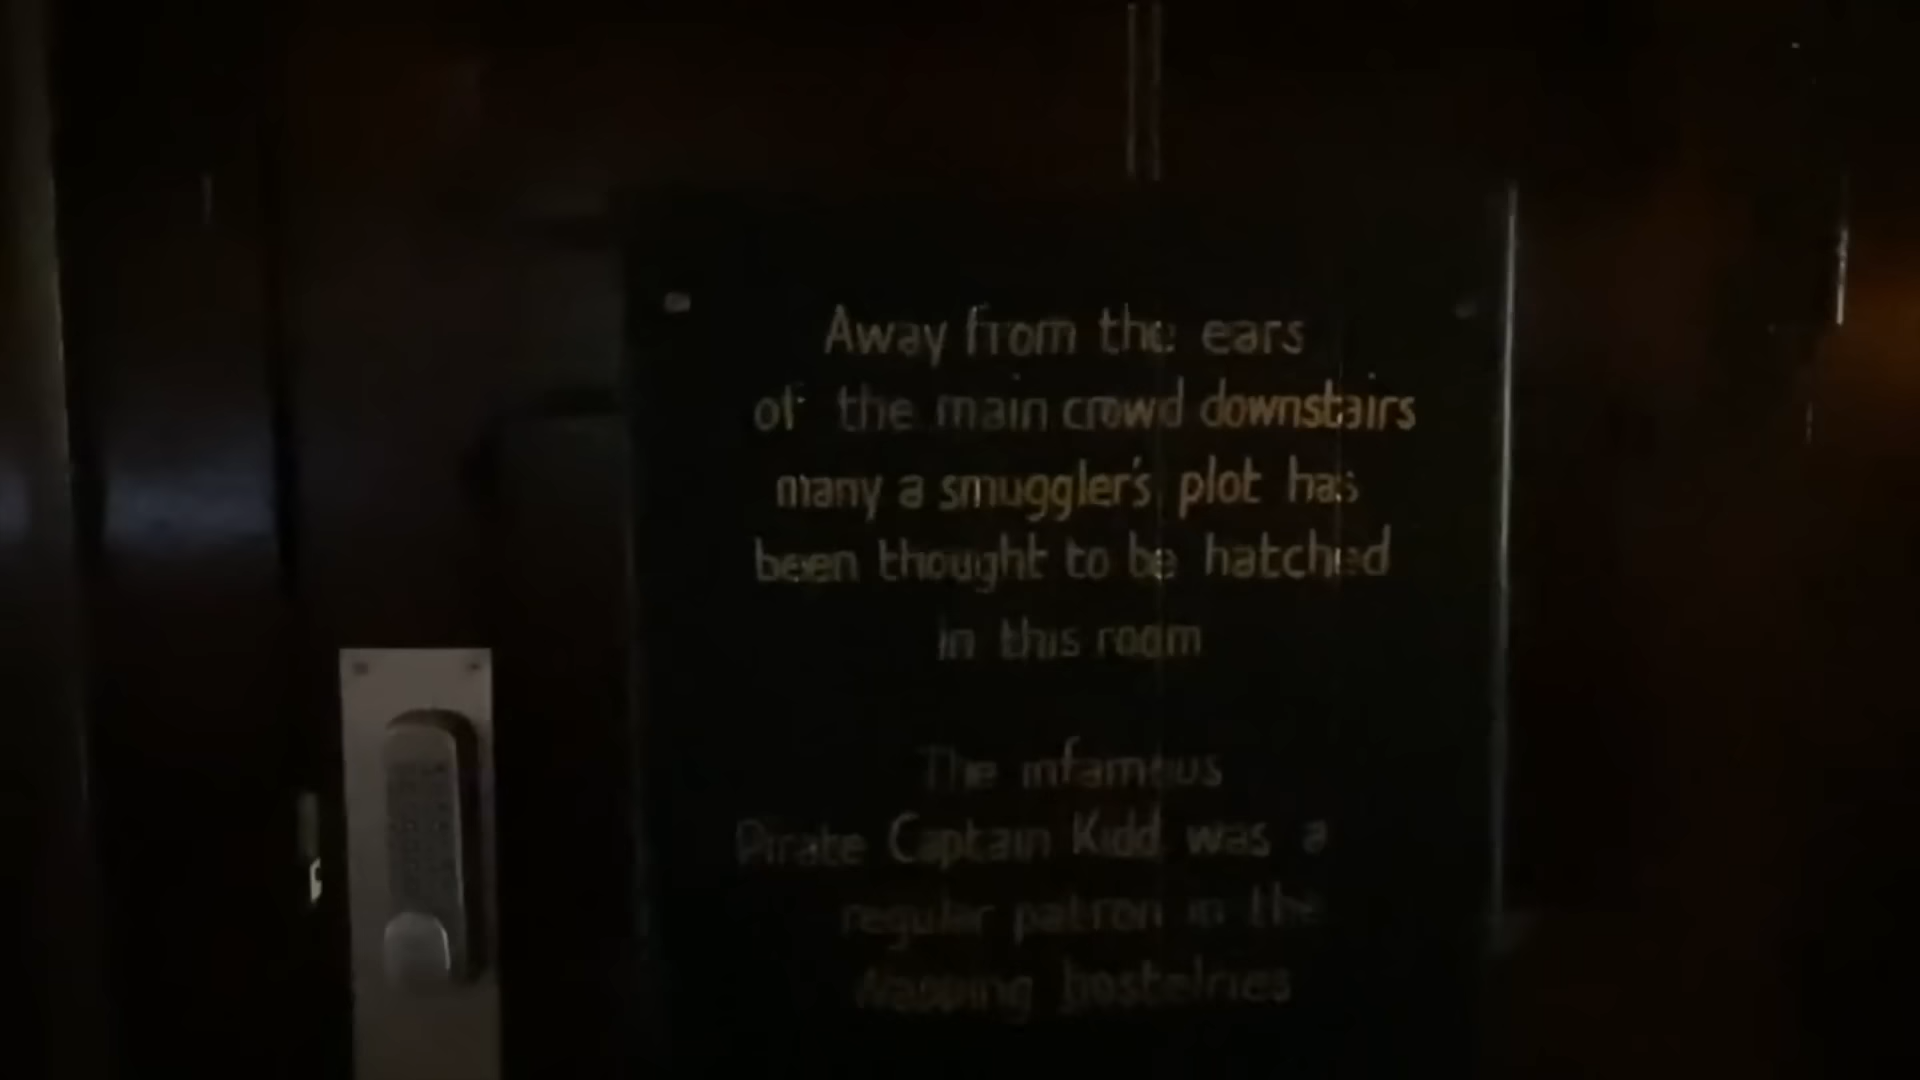 Away from the ears
of the main crowd downstairs
many a smuggler's plot has
been thought to be hatched
in this room
The infamous
Pirate Captain Kidd was a
regular patron in the
Wapping hostelries